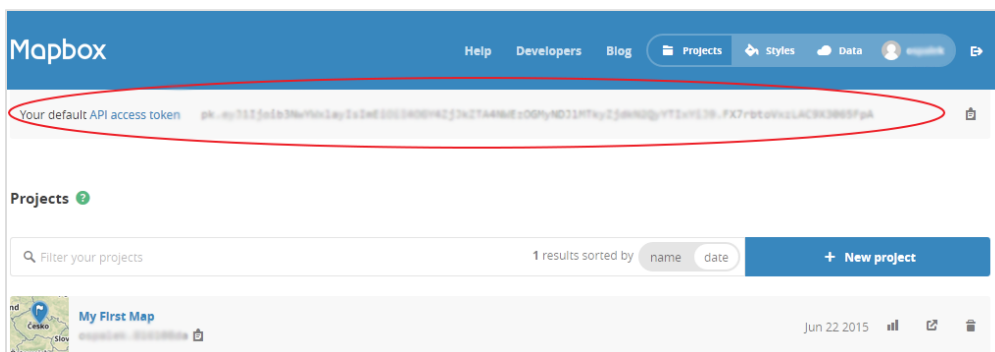 Mapbox
Help Developers Blog Projects Styles Data
Your default API access token
Projects ?
Filter your projects 1 results sorted by name date + New project
Česko
My First Map
Jun 22 2015